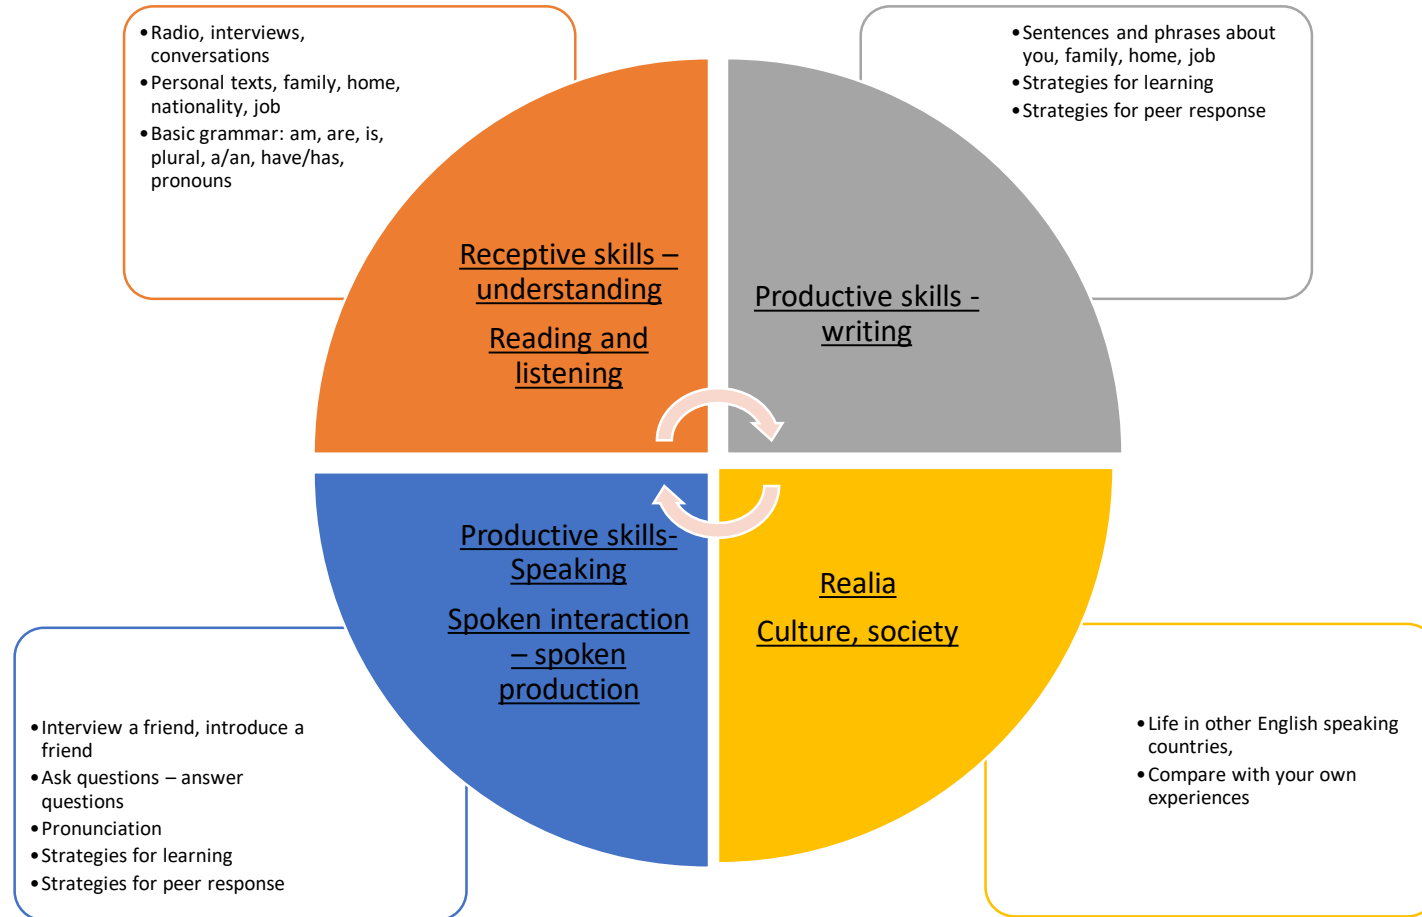 •Radio, interviews,
conversations
•Personal texts, family, home,
nationality, job
•Basic grammar: am, are, is,
plural, a/an, have/has,
pronouns
•Sentences and phrases about
you, family, home, job
•Strategies for learning
•Strategies for peer response
Receptive skills –
understanding
Reading and
listening
Productive skills -
writing
Productive skills-
Speaking
Spoken interaction
– spoken
production
Realia
Culture, society
•Interview a friend, introduce a
friend
•Ask questions – answer
questions
•Pronunciation
•Strategies for learning
•Strategies for peer response
•Life in other English speaking
countries,
•Compare with your own
experiences